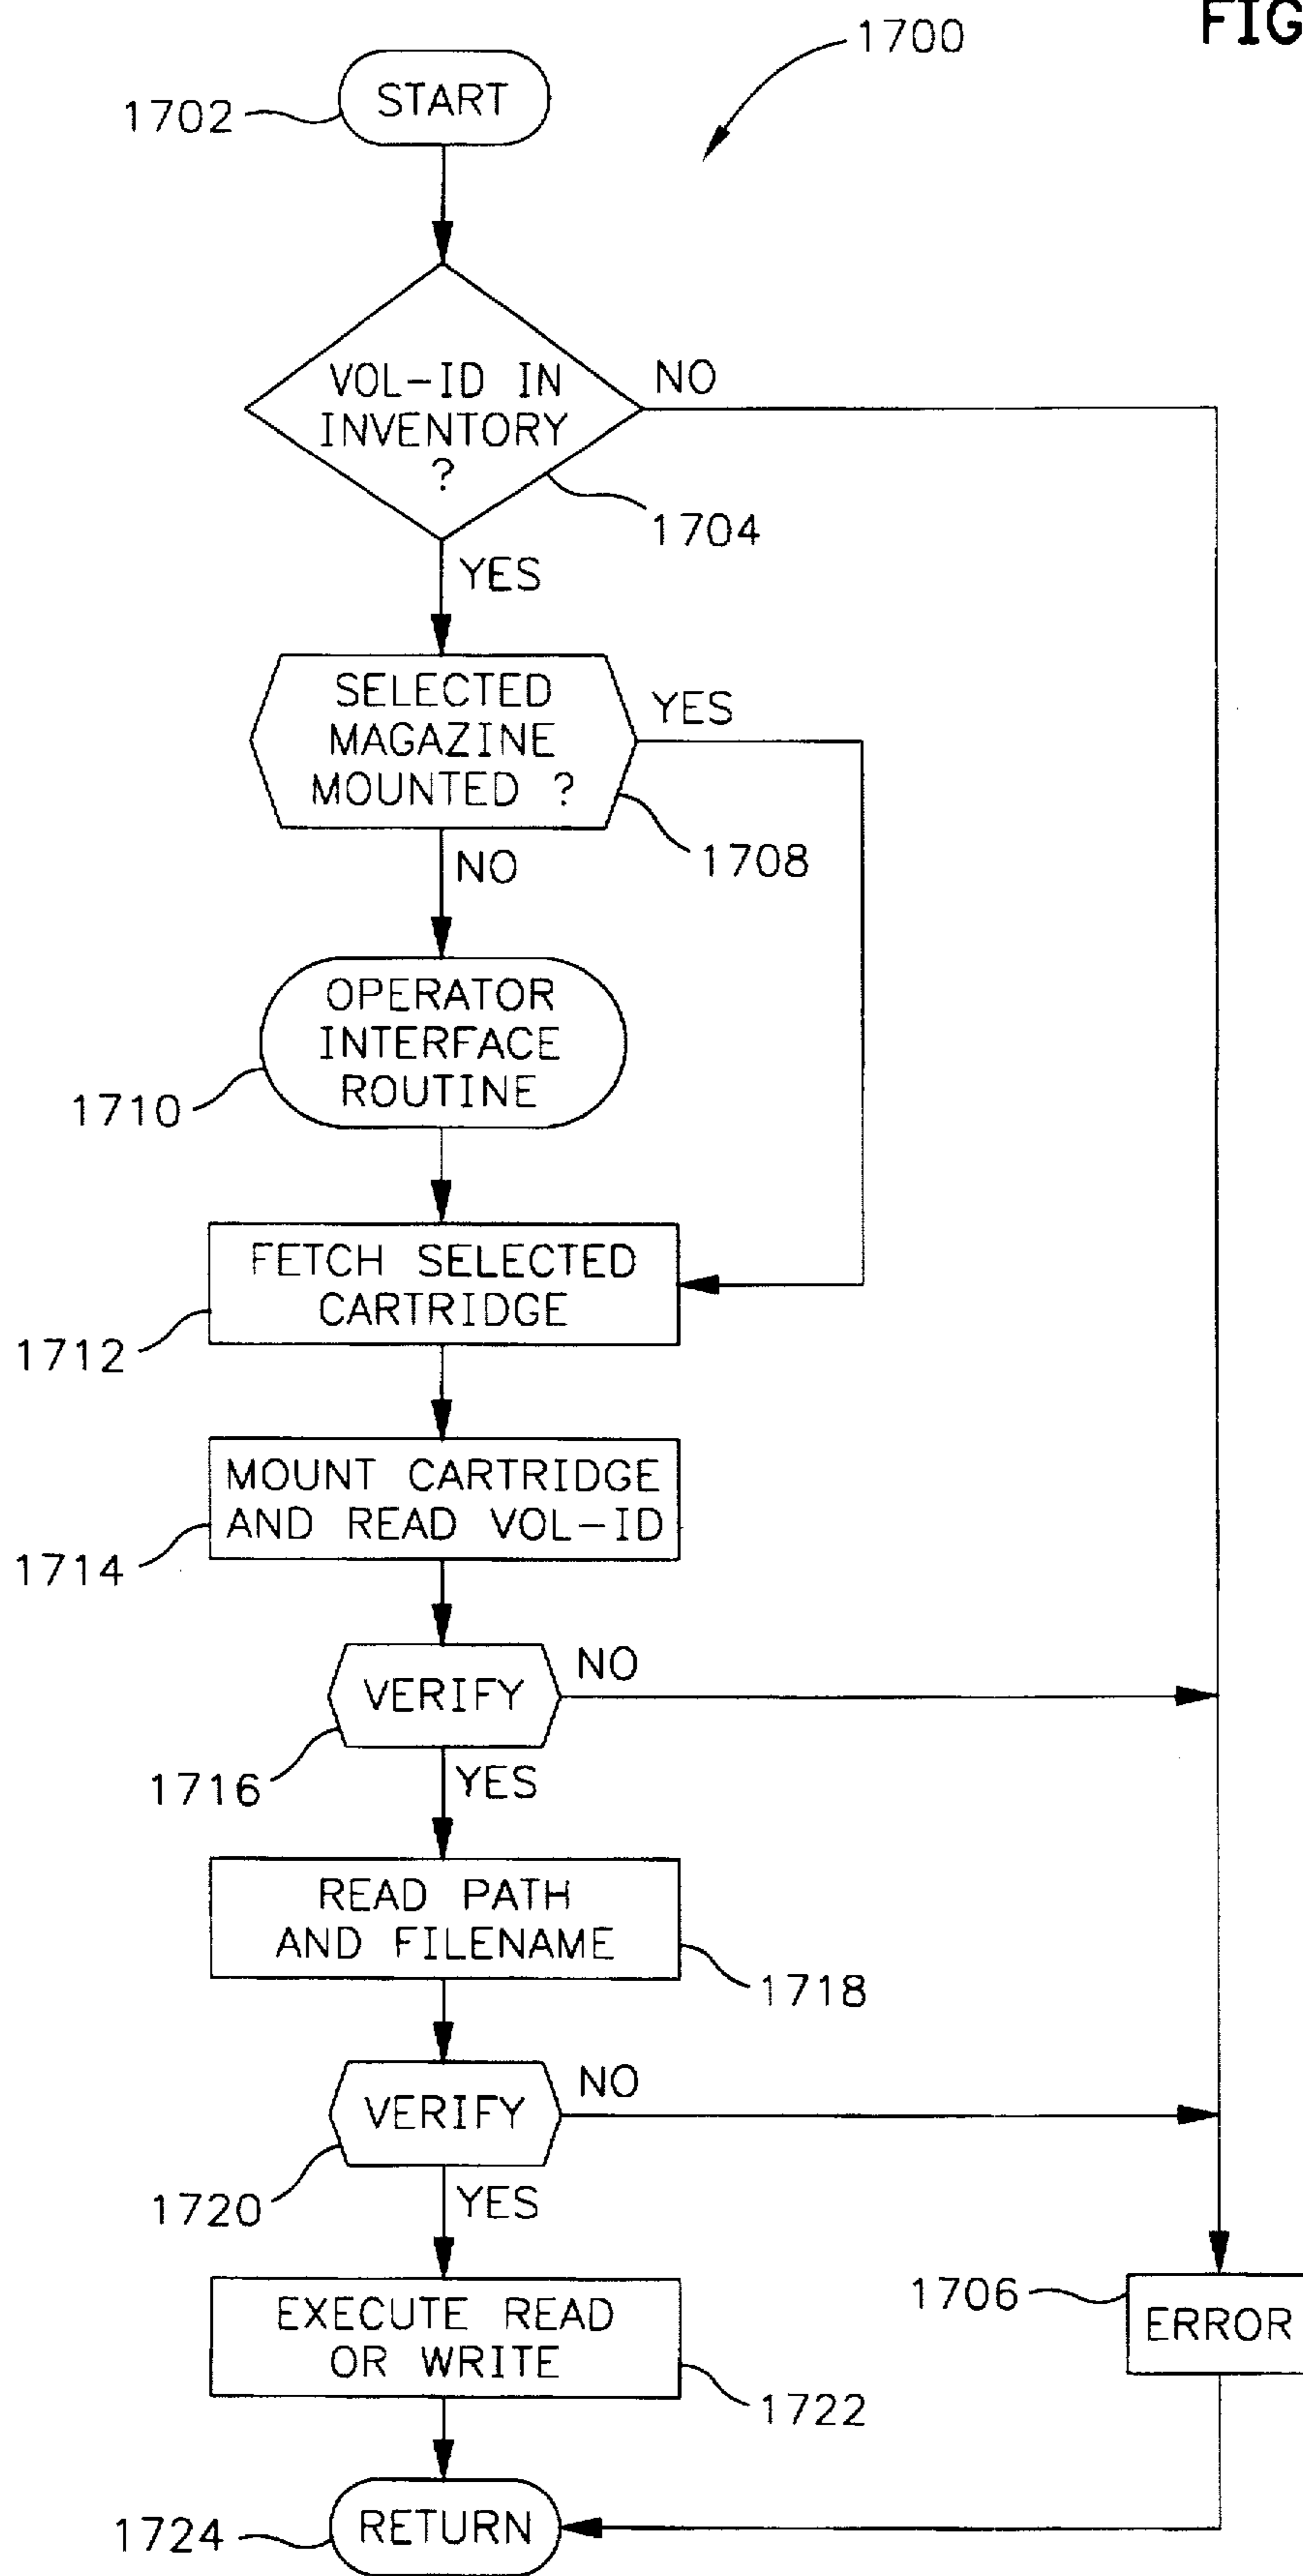 FIG
1700
1702
START
VOL-ID IN
INVENTORY
?
NO
1704
YES
SELECTED
MAGAZINE
MOUNTED ?
YES
1708
NO
OPERATOR
INTERFACE
ROUTINE
1710
FETCH SELECTED
CARTRIDGE
1712
MOUNT CARTRIDGE
AND READ VOL-ID
1714
VERIFY
NO
1716
YES
READ PATH
AND FILENAME
1718
VERIFY
NO
1720
YES
EXECUTE READ
OR WRITE
1722
1706
ERROR
RETURN
1724